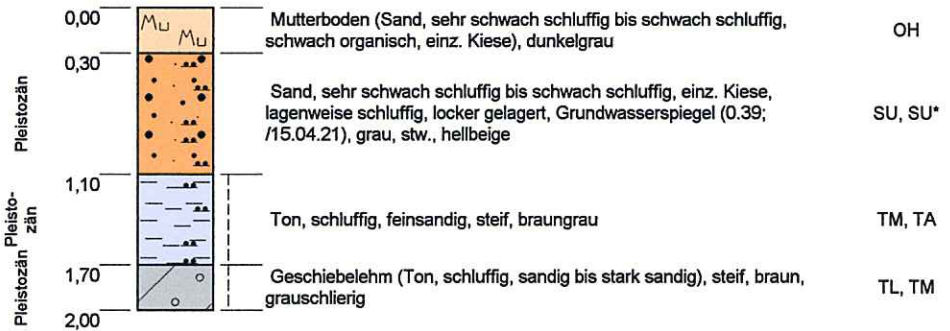 0,00
Mu
Mu
Mutterboden (Sand, sehr schwach schluffig bis schwach schluffig,
schwach organisch, einz. Kiese), dunkelgrau
OH
0,30
Pleistozän
Sand, sehr schwach schluffig bis schwach schluffig, einz. Kiese,
lagenweise schluffig, locker gelagert, Grundwasserspiegel (0.39;
/15.04.21), grau, stw., hellbeige
SU, SU*
1,10
Pleisto-
zän
Ton, schluffig, feinsandig, steif, braungrau
TM, TA
1,70
Pleistozän
Geschiebelehm (Ton, schluffig, sandig bis stark sandig), steif, braun,
grauschlierig
TL, TM
2,00